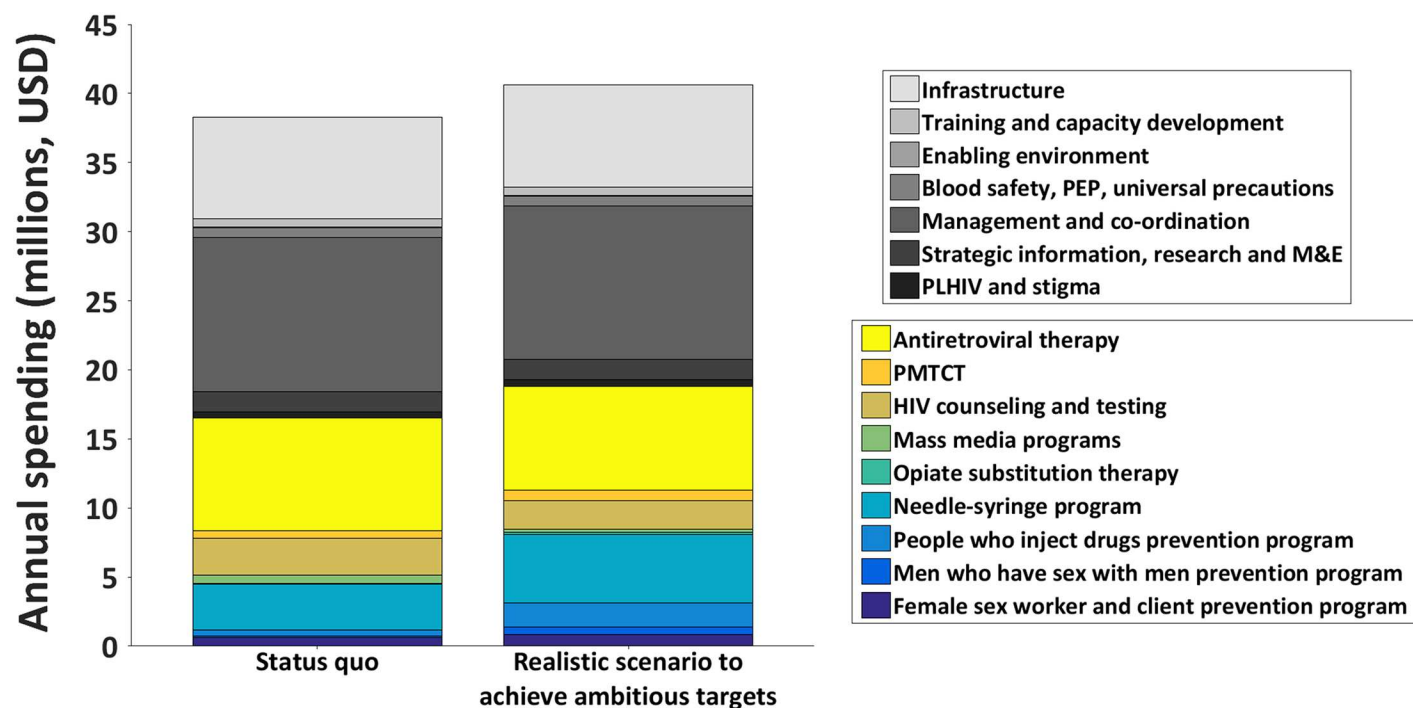 Annual spending (millions, USD)
45
40
35
30
25
20
15
10
5
0
Status quo
Realistic scenario to
achieve ambitious targets
Infrastructure
Training and capacity development
Enabling environment
Blood safety, PEP, universal precautions
Management and co-ordination
Strategic information, research and M&E
PLHIV and stigma
Antiretroviral therapy
PMTCT
HIV counseling and testing
Mass media programs
Opiate substitution therapy
Needle-syringe program
People who inject drugs prevention program
Men who have sex with men prevention program
Female sex worker and client prevention program